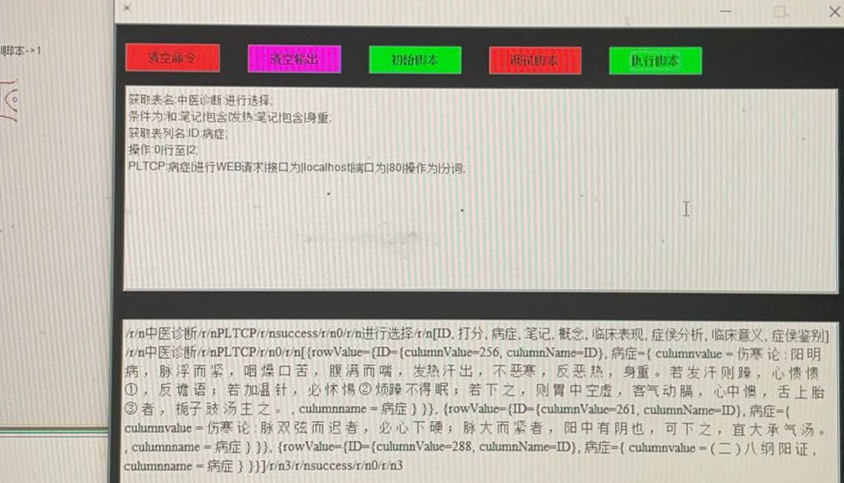 脚本->1
清空命令 清空输出 初始脚本 调试脚本 执行脚本
获取表名:中医诊断:进行选择;
条件为:和:笔记|包含|发热:笔记|包含|身重;
获取表列名:ID:病症;
操作:0|行至|2;
PLTCP:病症|进行WEB请求|接口为|localhost|端口为|80|操作为|分词;
/r/n中医诊断/r/nPLTCP/r/nsuccess/r/n0/r/n进行选择/r/n[ID, 打分, 病症, 笔记, 概念, 临床表现, 症侯分析, 临床意义, 症侯鉴别]
/r/n中医诊断/r/nPLTCP/r/n0/r/n[{rowValue={ID={culumnValue=256, culumnName=ID}, 病症={ culumnvalue = 伤寒论:阳明
病，脉浮而紧，咽燥口苦，腹满而喘，发热汗出，不恶寒，反恶热，身重。若发汗则躁，心愦愦
①，反谵语；若加温针，必怵惕②烦躁不得眠；若下之，则胃中空虚，客气动膈，心中懊，舌上胎
③者，栀子豉汤主之。, culumnname = 病症 } }}, {rowValue={ID={culumnValue=261, culumnName=ID}, 病症={
culumnvalue = 伤寒论:脉双弦而迟者，必心下硬；脉大而紧者，阳中有阴也，可下之，宜大承气汤。
, culumnname = 病症 } }}, {rowValue={ID={culumnValue=288, culumnName=ID}, 病症={ culumnvalue = (二)八纲阳证,
culumnname = 病症 } }}]/r/n3/r/nsuccess/r/n0/r/n3